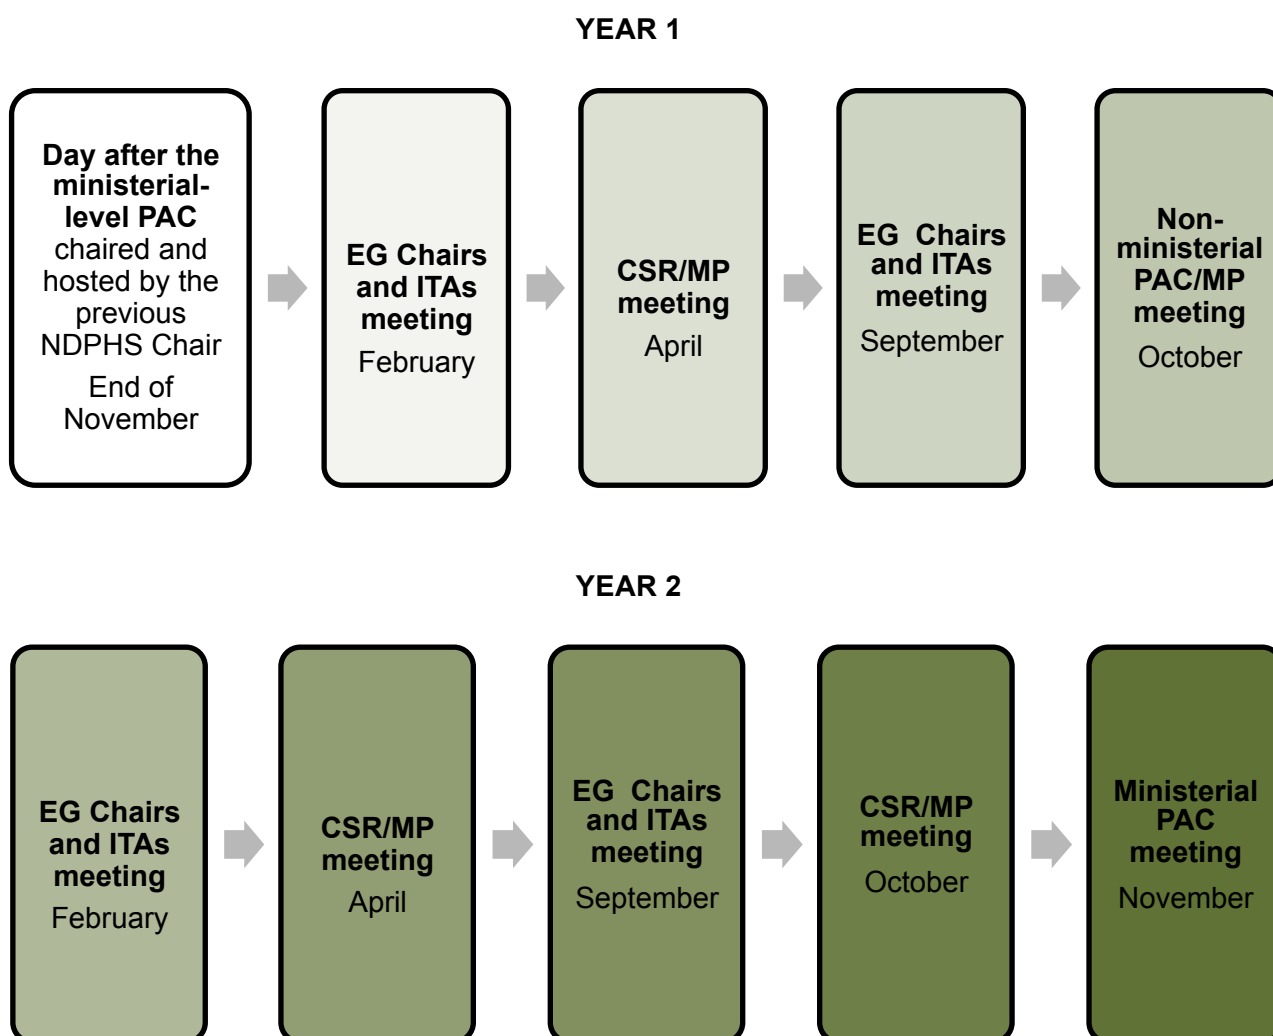 YEAR 1
Day after the
ministerial-
level PAC
chaired and
hosted by the
previous
NDPHS Chair
End of
November
EG Chairs
and ITAs
meeting
February
CSR/MP
meeting
April
EG  Chairs
and ITAs
meeting
September
Non-
ministerial
PAC/MP
meeting
October
YEAR 2
EG Chairs
and ITAs
meeting
February
CSR/MP
meeting
April
EG  Chairs
and ITAs
meeting
September
CSR/MP
meeting
October
Ministerial
PAC
meeting
November